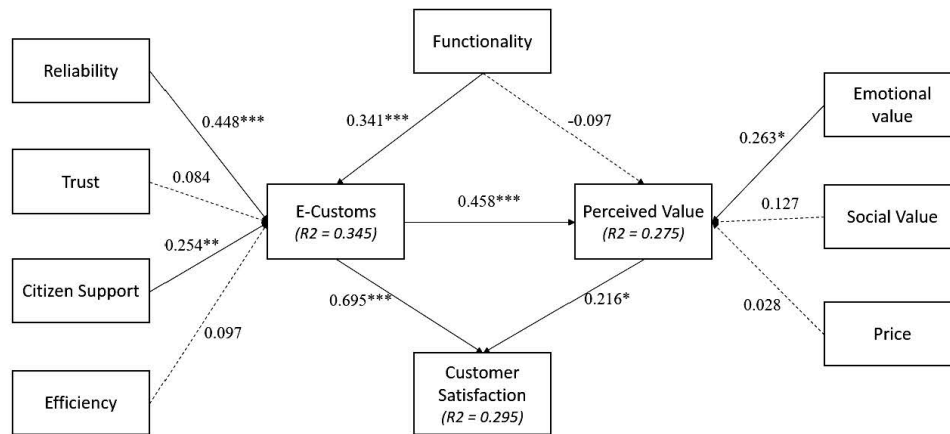 Functionality
Reliability
Emotional
value
0.448***
0.341***
-0.097
0.263*
Trust
0.084
E-Customs
(R2 = 0.345)
0.458***
Perceived Value
(R2 = 0.275)
0.127
Social Value
0.254**
Citizen Support
0.695***
0.216*
0.028
Price
0.097
Customer
Satisfaction
(R2 = 0.295)
Efficiency